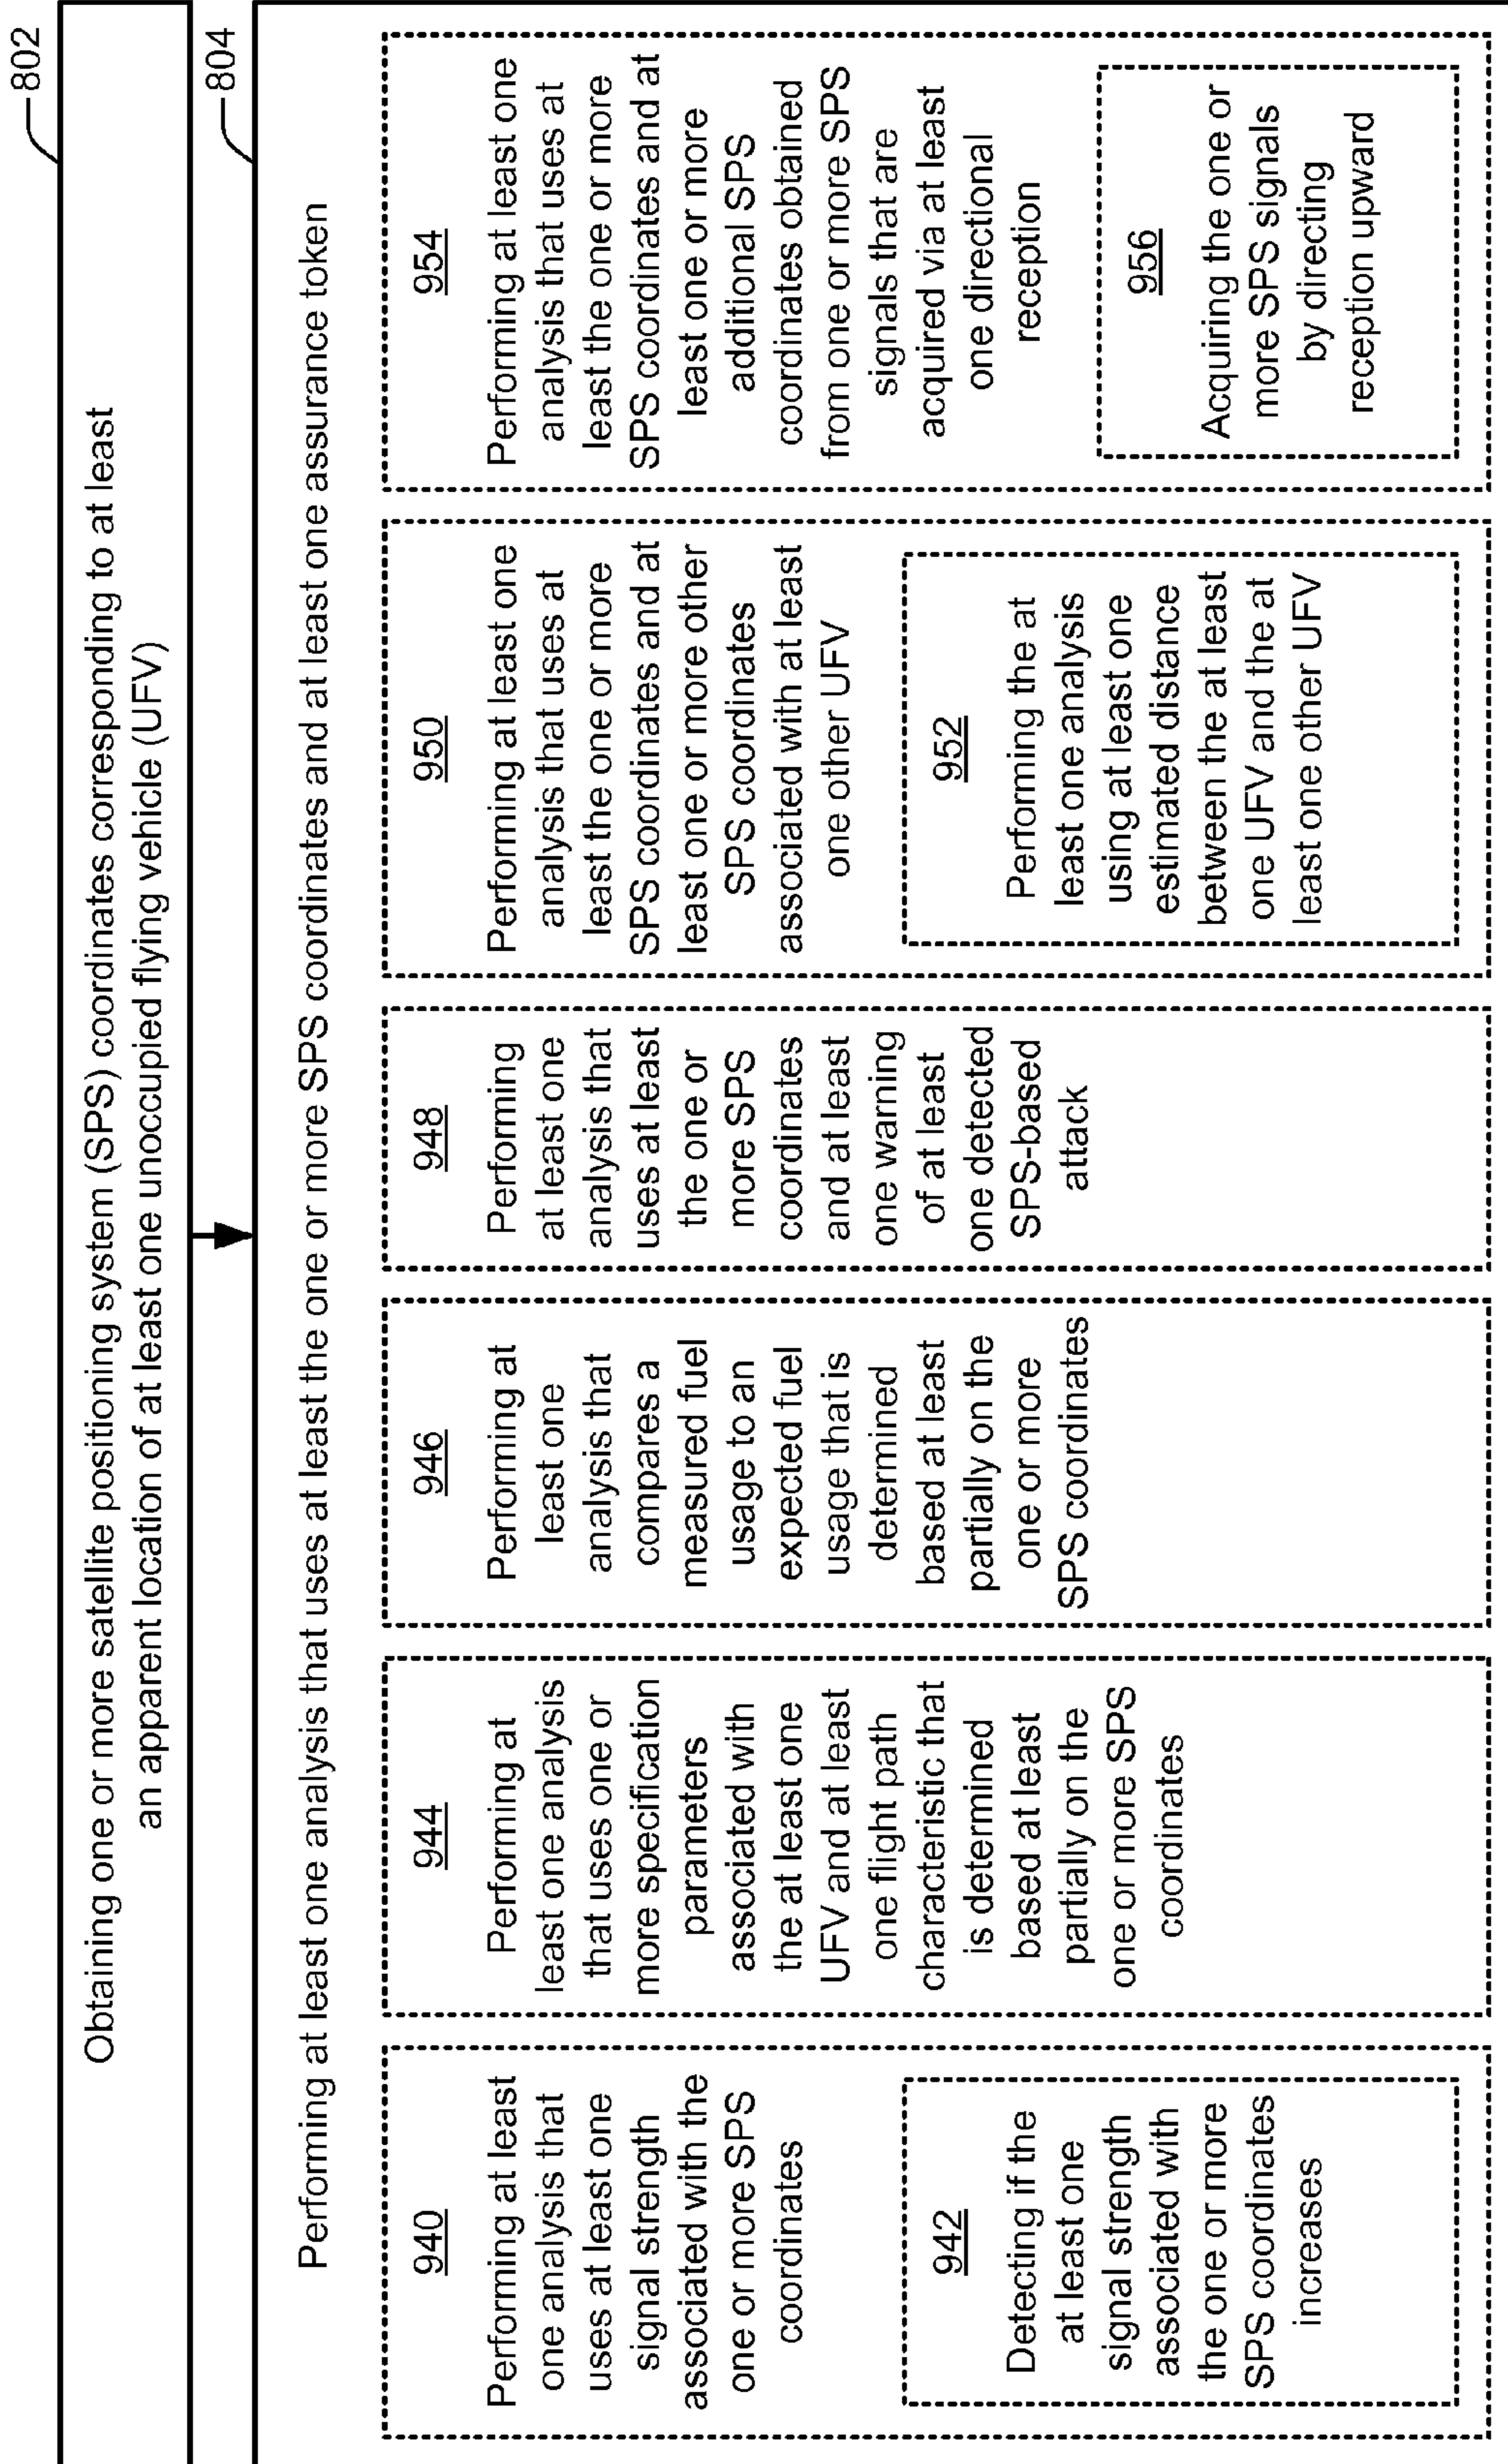 802
Obtaining one or more satellite positioning system (SPS) coordinates corresponding to at least
an apparent location of at least one unoccupied flying vehicle (UFV)
804
Performing at least one analysis that uses at least the one or more SPS coordinates and at least one assurance token
940
Performing at least
one analysis that
uses at least one
signal strength
associated with the
one or more SPS
coordinates
942
Detecting if the
at least one
signal strength
associated with
the one or more
SPS coordinates
increases
944
Performing at
least one analysis
that uses one or
more specification
parameters
associated with
the at least one
UFV and at least
one flight path
characteristic that
is determined
based at least
partially on the
one or more SPS
coordinates
946
Performing at
least one
analysis that
compares a
measured fuel
usage to an
expected fuel
usage that is
determined
based at least
partially on the
one or more
SPS coordinates
948
Performing
at least one
analysis that
uses at least
the one or
more SPS
coordinates
and at least
one warning
of at least
one detected
SPS-based
attack
950
Performing at least one
analysis that uses at
least the one or more
SPS coordinates and at
least one or more other
SPS coordinates
associated with at least
one other UFV
952
Performing the at
least one analysis
using at least one
estimated distance
between the at least
one UFV and the at
least one other UFV
954
Performing at least one
analysis that uses at
least the one or more
SPS coordinates and at
least one or more
additional SPS
coordinates obtained
from one or more SPS
signals that are
acquired via at least
one directional
reception
956
Acquiring the one or
more SPS signals
by directing
reception upward